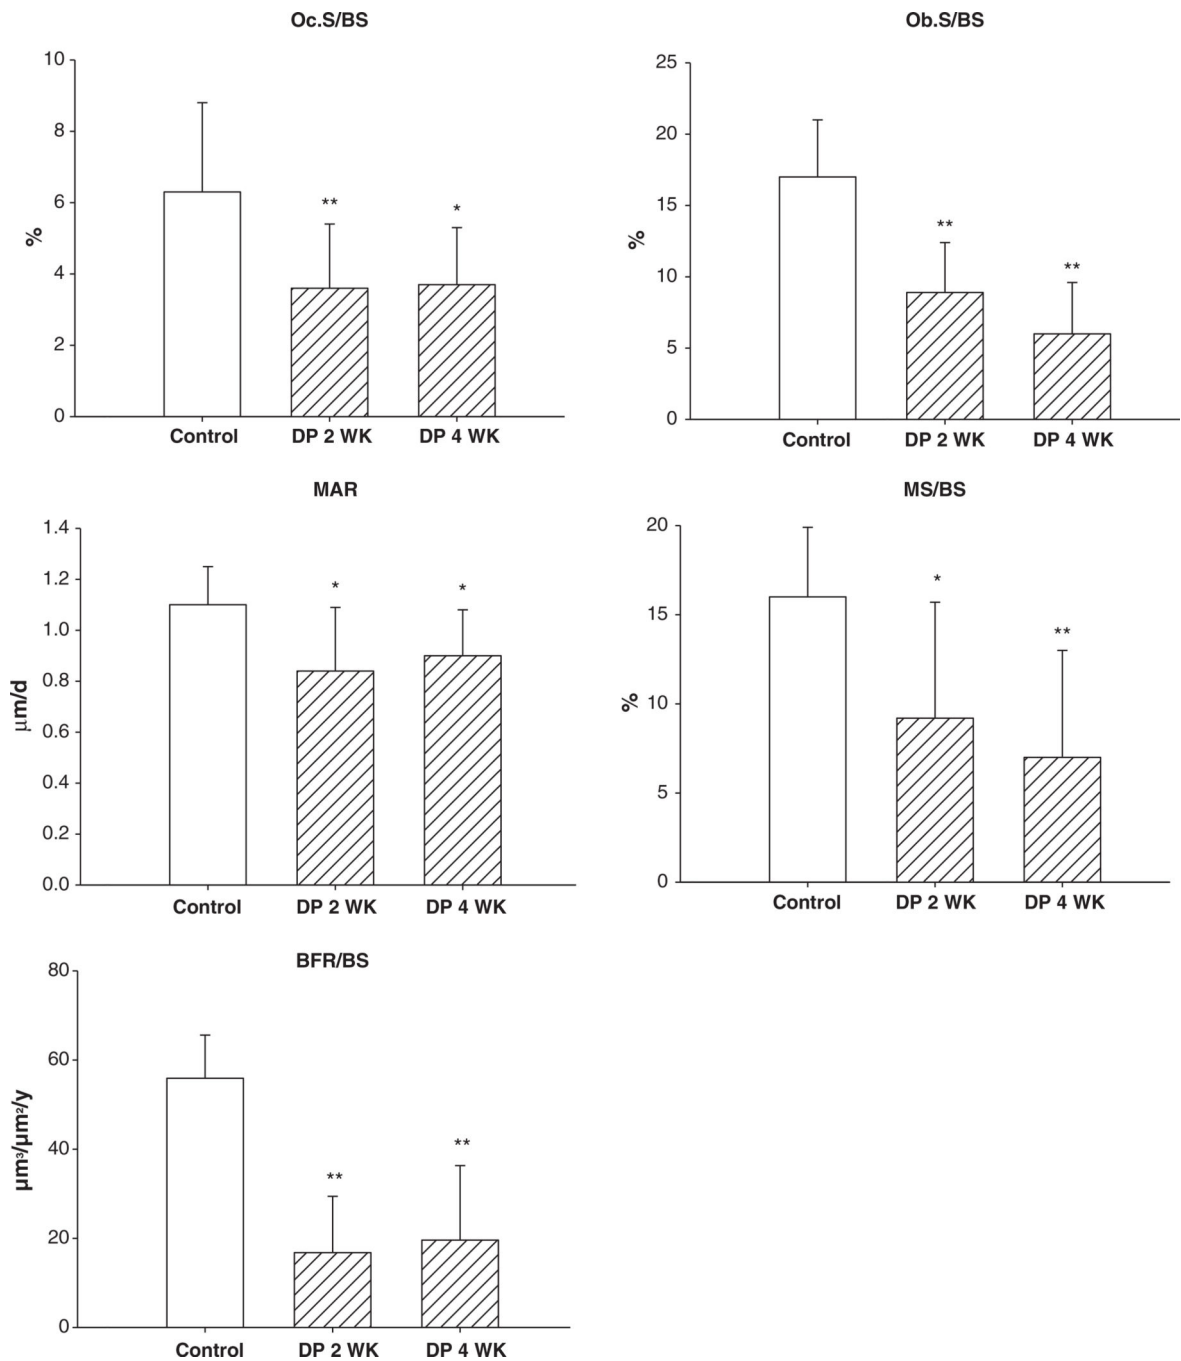 Oc.S/BS
10
8
6
4
2
0
%
**
*
Control
DP 2 WK
DP 4 WK
Ob.S/BS
25
20
15
10
5
0
%
**
**
Control
DP 2 WK
DP 4 WK
MAR
1.4
1.2
1.0
0.8
0.6
0.4
0.2
0.0
μm/d
*
*
Control
DP 2 WK
DP 4 WK
MS/BS
20
15
10
5
0
%
*
**
Control
DP 2 WK
DP 4 WK
BFR/BS
80
60
40
20
0
μm³/μm²/y
**
**
Control
DP 2 WK
DP 4 WK